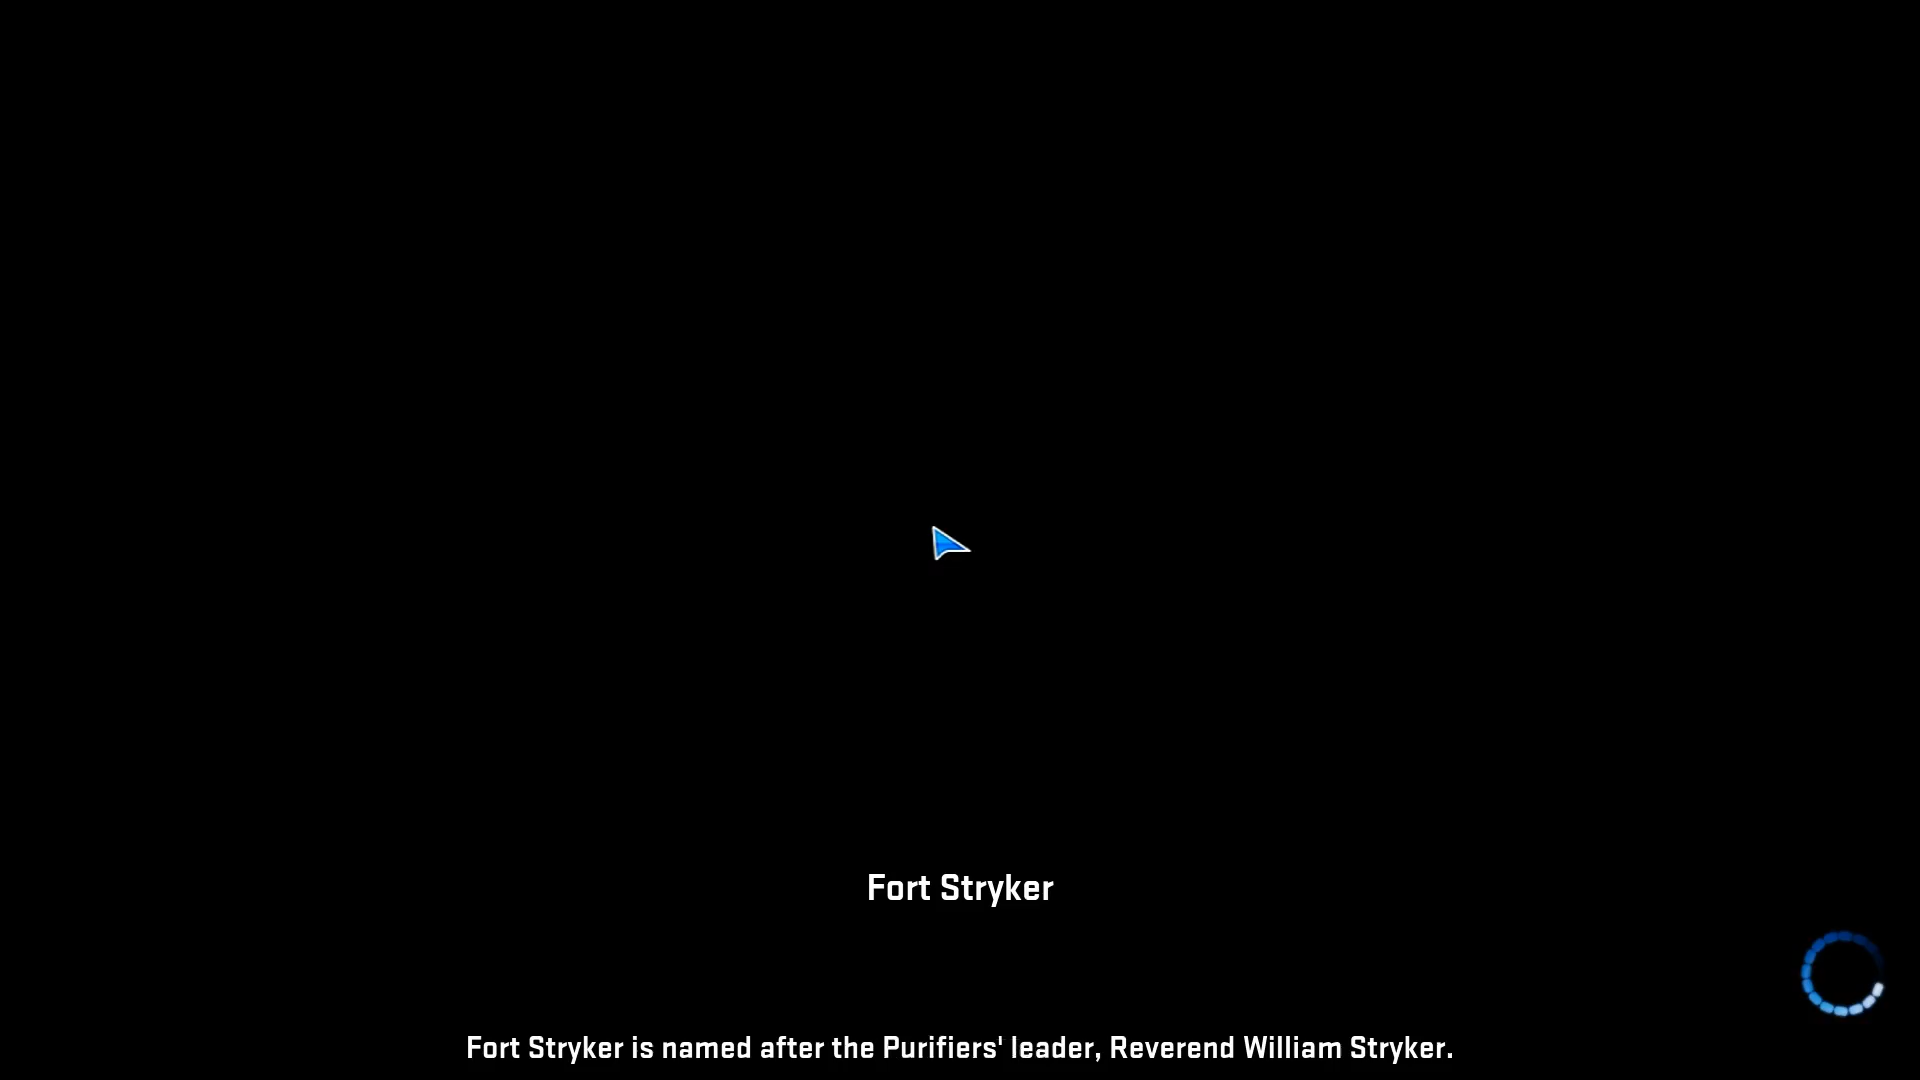 Fort Stryker
Fort Stryker is named after the Purifiers' leader, Reverend William Stryker.